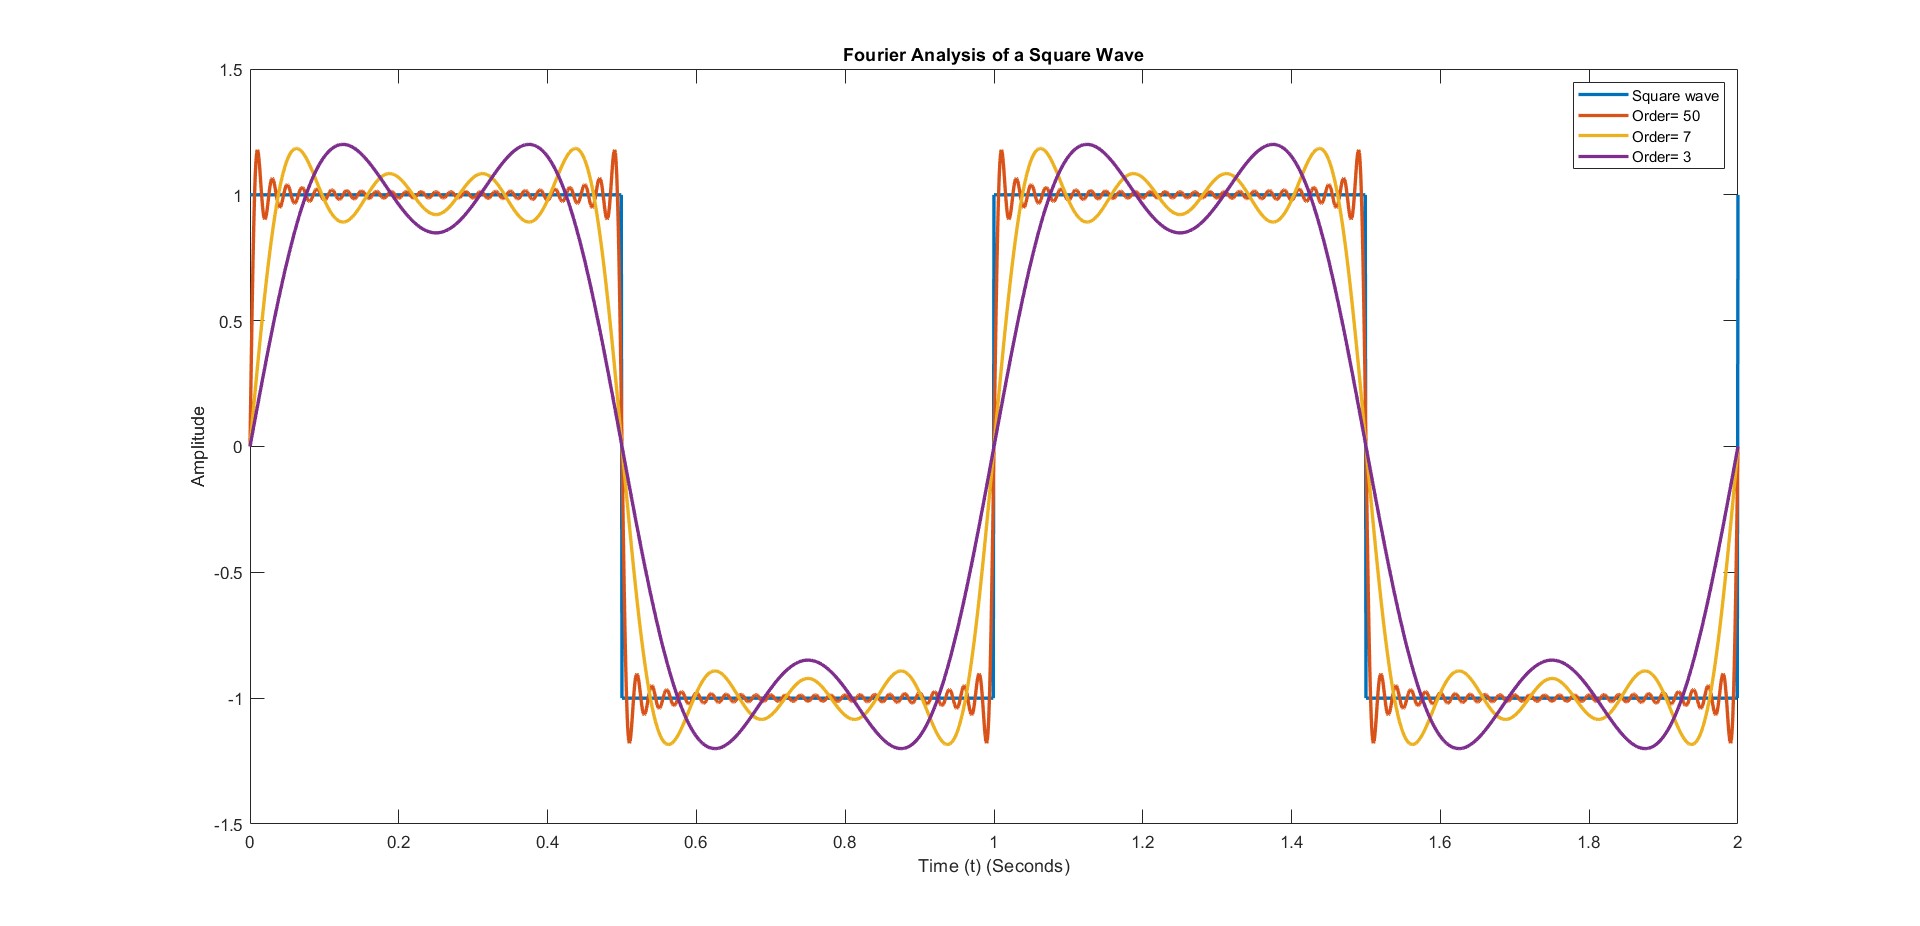 Fourier Analysis of a Square Wave
1.5
1
0.5
0
-0.5
-1
-1.5
Amplitude
Square wave
Order= 50
Order= 7
Order= 3
0 0.2 0.4 0.6 0.8 1 1.2 1.4 1.6 1.8 2
Time (t) (Seconds)